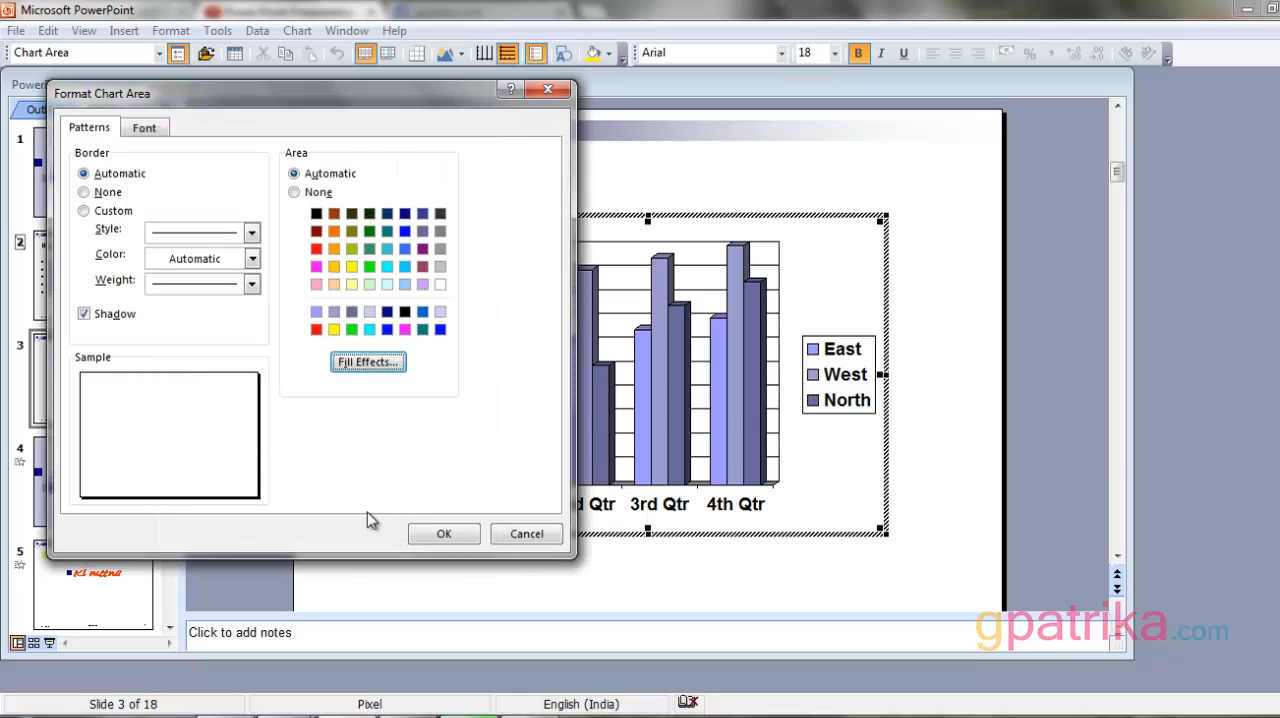 Microsoft PowerPoint
File Edit View Insert Format Tools Data Chart Window Help
Chart Area
Arial
18
B I U
%
Format Chart Area
?
Patterns
Font
Border
Automatic
None
Custom
Style:
Color:
Automatic
Weight:
Shadow
Sample
Area
Automatic
None
Fill Effects...
OK
Cancel
1
2
3
4
5
East
West
North
Qtr
3rd Qtr
4th Qtr
Click to add notes
gpatrika.com
Slide 3 of 18
Pixel
English (India)